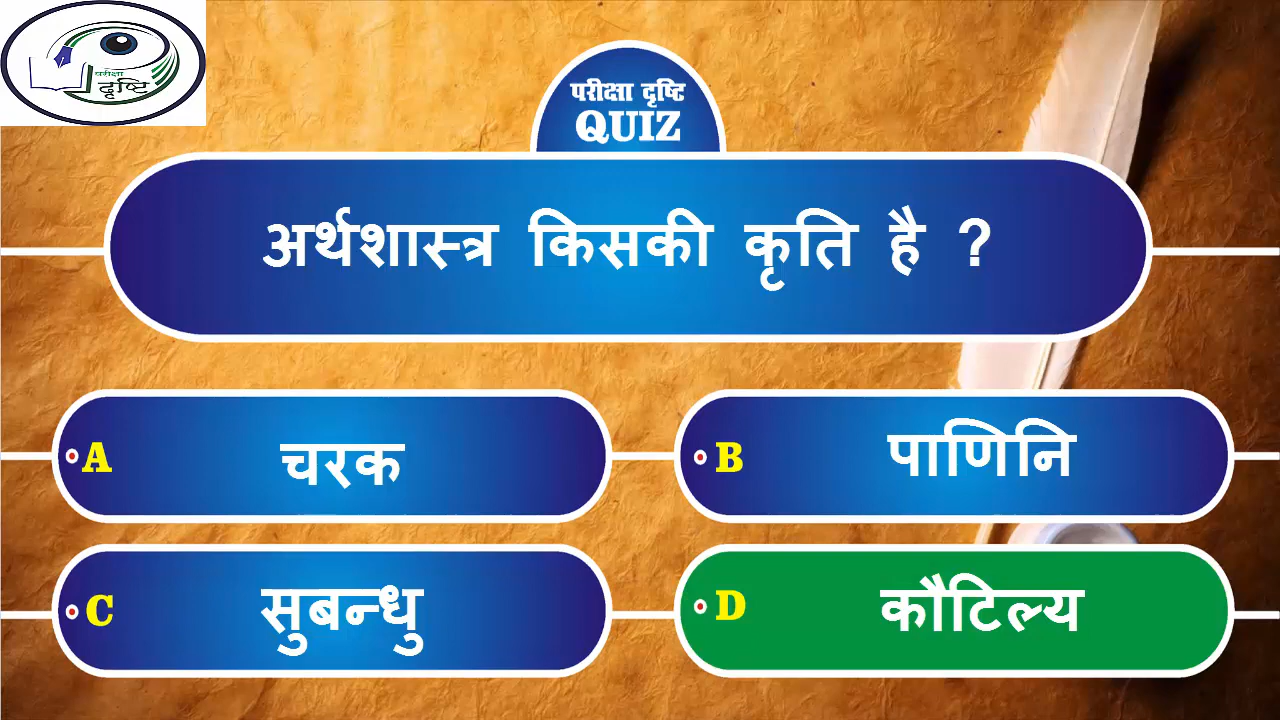 परीक्षा
दृष्टि
परीक्षा दृष्टि
QUIZ
अर्थशास्त्र किसकी कृति है ?
A चरक
B पाणिनि
C सुबन्धु
D कौटिल्य